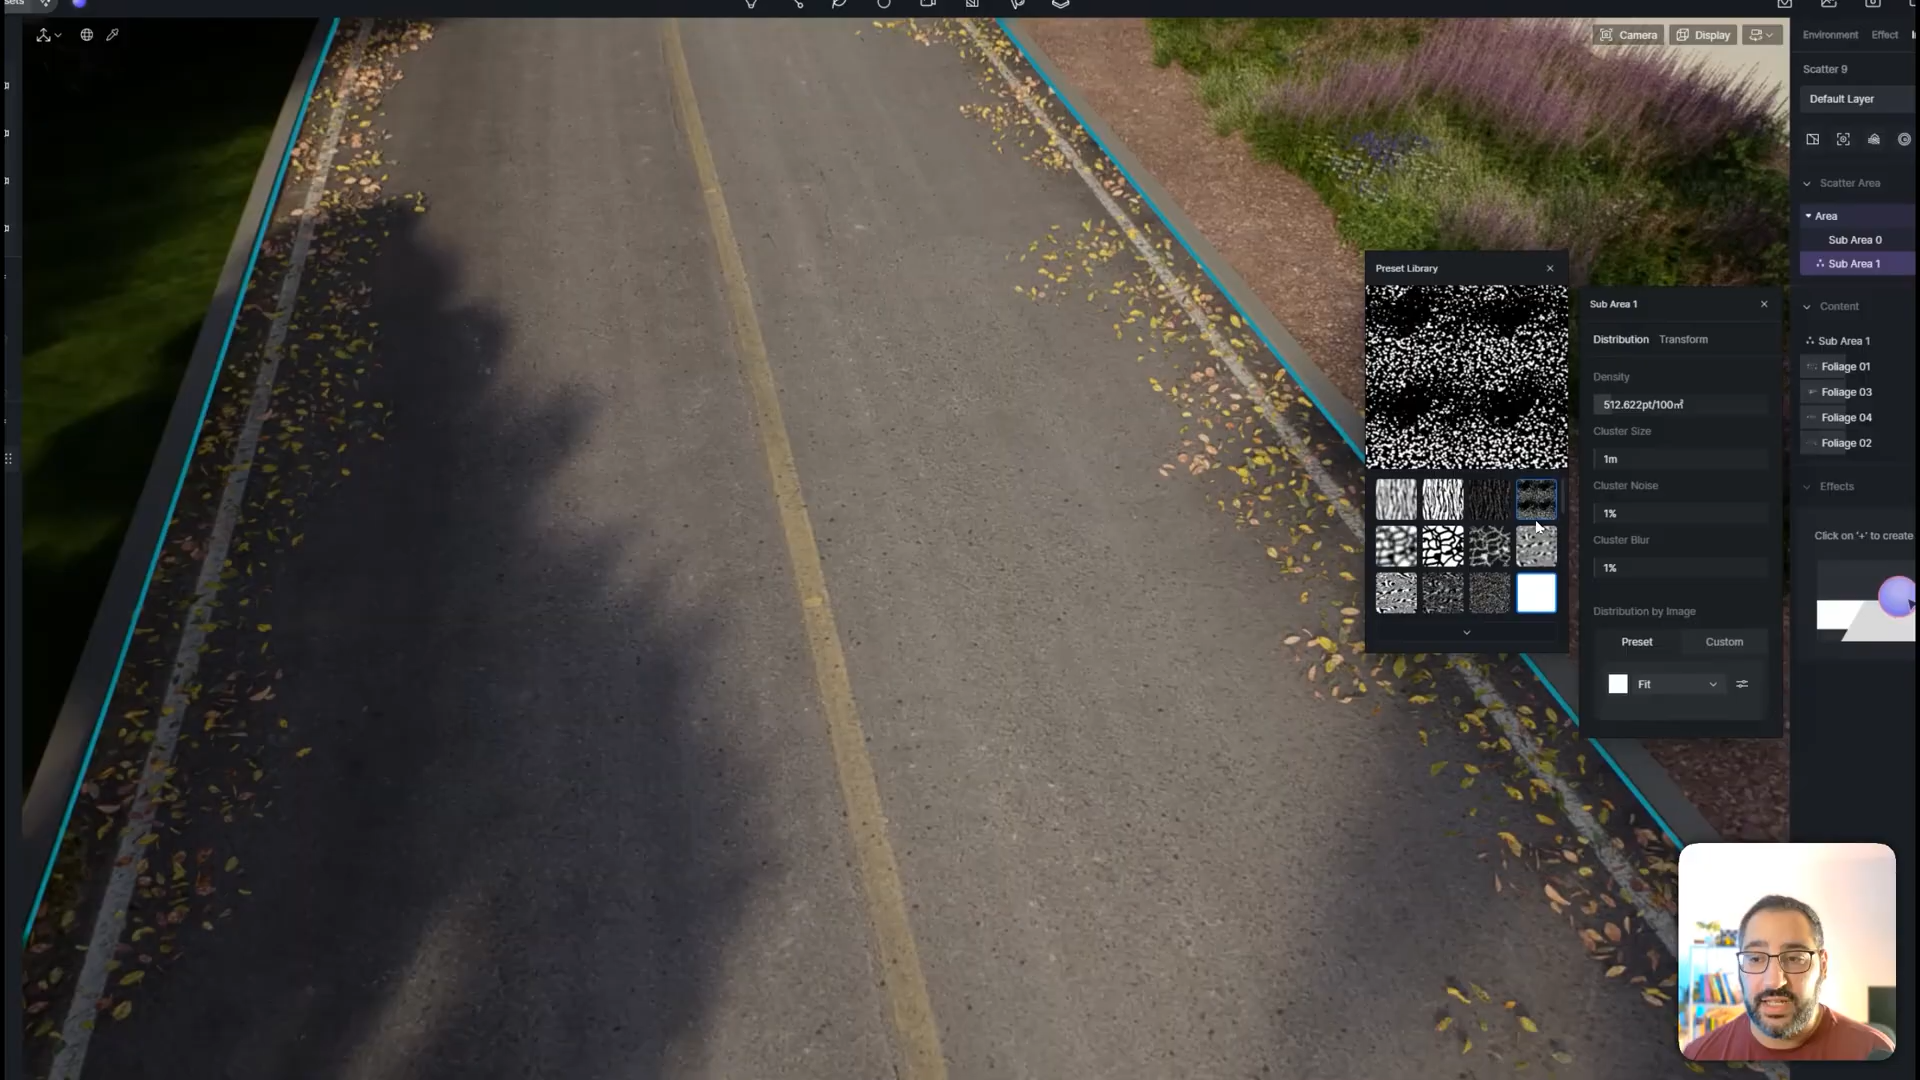 sets
Camera
Display
Environment
Effect
Scatter 9
Default Layer
Scatter Area
Area
Sub Area 0
Sub Area 1
Content
Sub Area 1
Foliage 01
Foliage 03
Foliage 04
Foliage 02
Effects
Click on '+' to create
Preset Library
Sub Area 1
Distribution
Transform
Density
512.622pt/100㎡
Cluster Size
1m
Cluster Noise
1%
Cluster Blur
1%
Distribution by Image
Preset
Custom
Fit